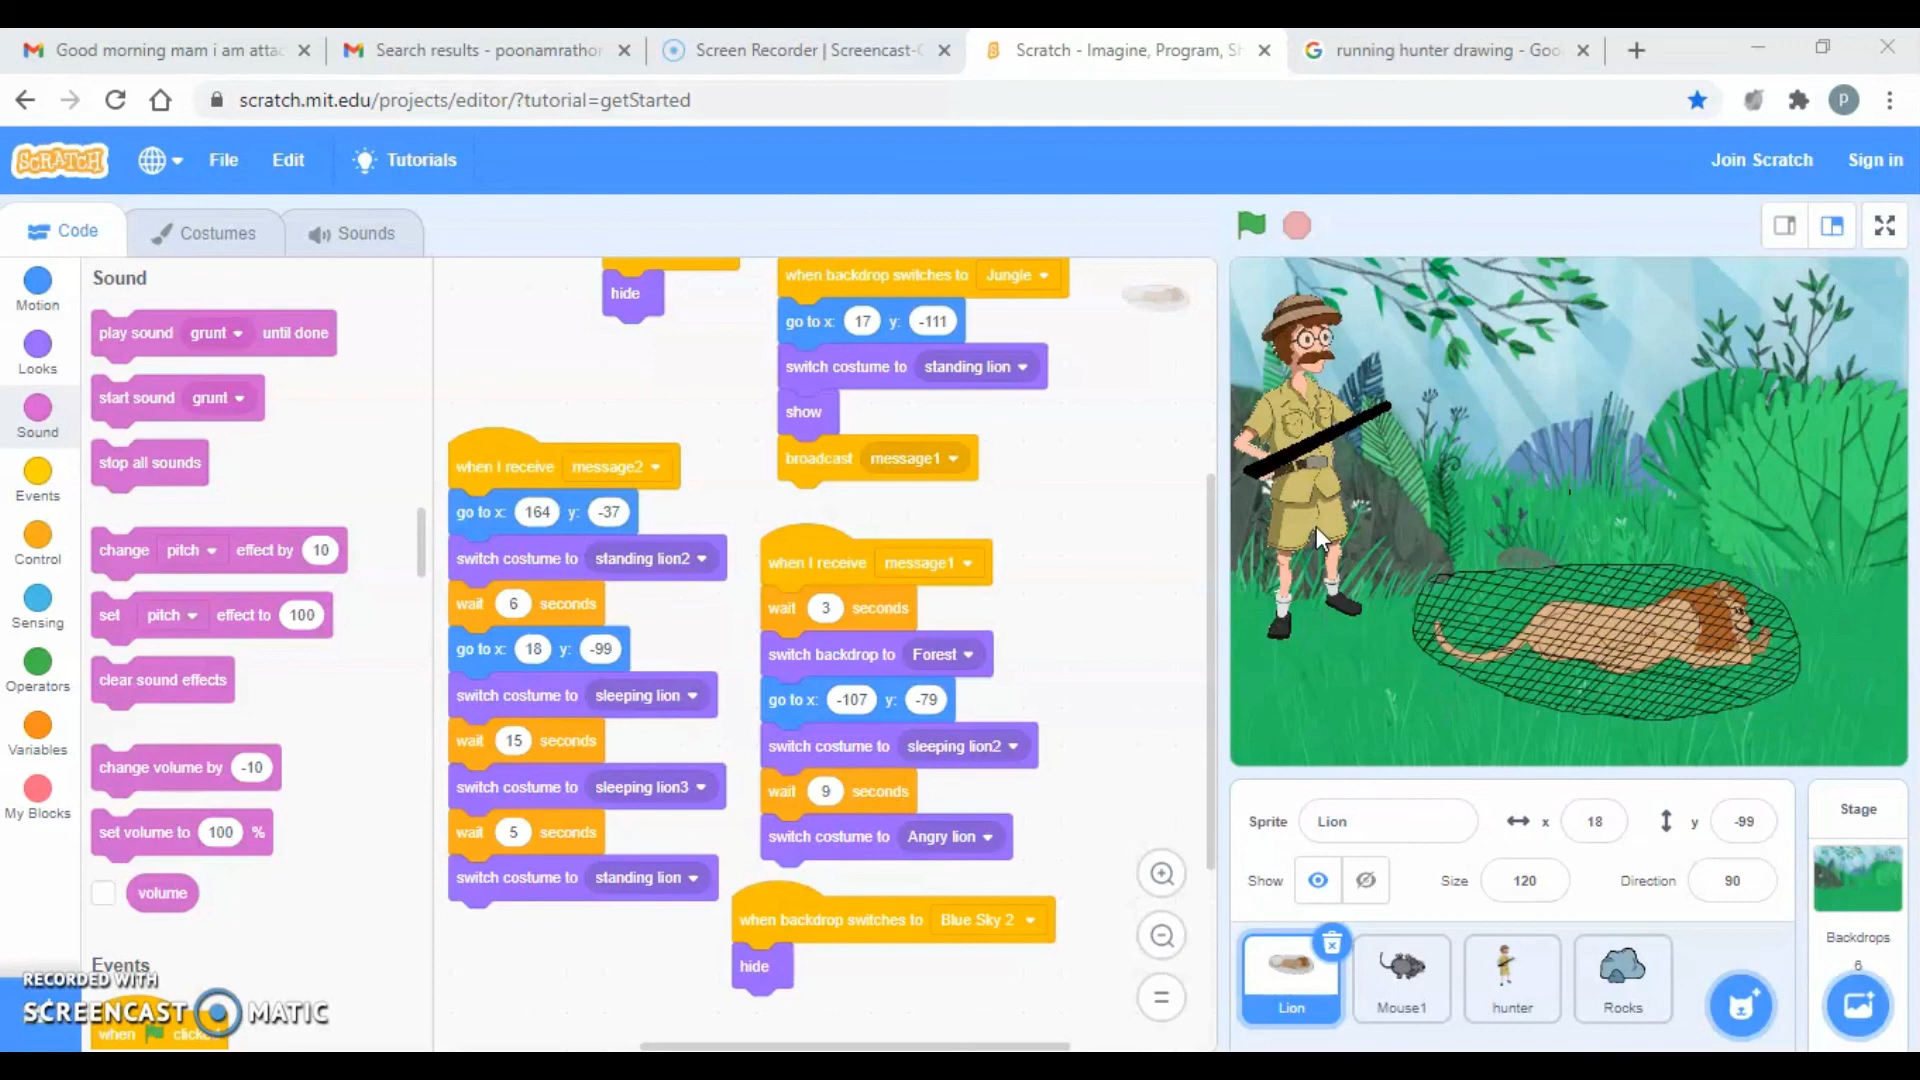 Good morning mam i am atta
Search results - poonamrathor
Screen Recorder | Screencast-O
Scratch - Imagine, Program, Sh
running hunter drawing - Goo
scratch.mit.edu/projects/editor/?tutorial=getStarted
P
SCRATCH
File
Edit
Tutorials
Join Scratch
Sign in
Code
Costumes
Sounds
Motion
Looks
Sound
Events
Control
Sensing
Operators
Variables
My Blocks
Sound
play sound grunt until done
start sound grunt
stop all sounds
change pitch effect by 10
set pitch effect to 100
clear sound effects
change volume by -10
set volume to 100 %
volume
Events
when clicked
RECORDED WITH
SCREENCAST MATIC
hide
when backdrop switches to Jungle
go to x: 17 y: -111
switch costume to standing lion
show
broadcast message1
when I receive message2
go to x: 164 y: -37
switch costume to standing lion2
wait 6 seconds
go to x: 18 y: -99
switch costume to sleeping lion
wait 15 seconds
switch costume to sleeping lion3
wait 5 seconds
switch costume to standing lion
when I receive message1
wait 3 seconds
switch backdrop to Forest
go to x: -107 y: -79
switch costume to sleeping lion2
wait 9 seconds
switch costume to Angry lion
when backdrop switches to Blue Sky 2
hide
Sprite Lion x 18 y -99
Show Size 120 Direction 90
Lion
Mouse1
hunter
Rocks
Stage
Backdrops
6